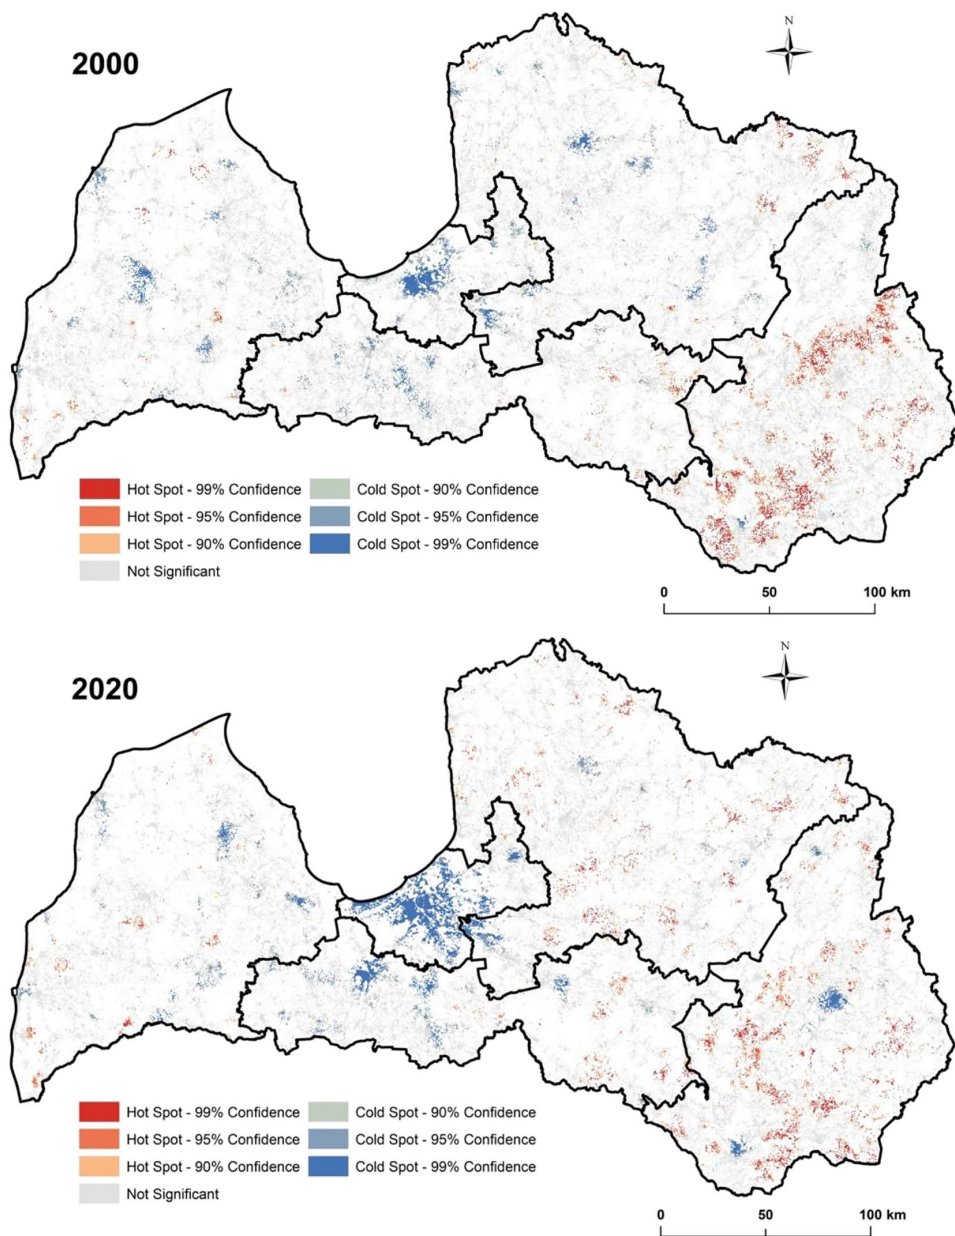 2000
N
Hot Spot - 99% Confidence
Cold Spot - 90% Confidence
Hot Spot - 95% Confidence
Cold Spot - 95% Confidence
Hot Spot - 90% Confidence
Cold Spot - 99% Confidence
Not Significant
0 50 100 km
2020
N
Hot Spot - 99% Confidence
Cold Spot - 90% Confidence
Hot Spot - 95% Confidence
Cold Spot - 95% Confidence
Hot Spot - 90% Confidence
Cold Spot - 99% Confidence
Not Significant
0 50 100 km